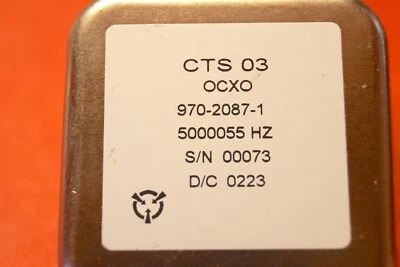 CTS 03
OCXO
970-2087-1
5000055 HZ
S/N 00073
D/C 0223